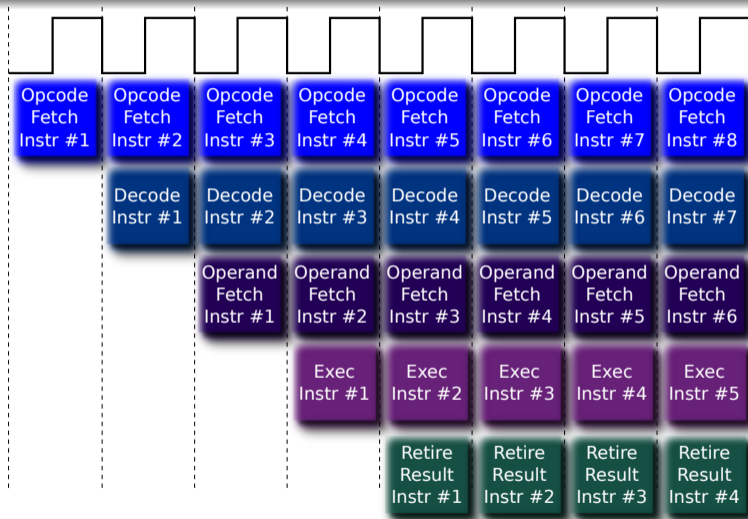 Opcode
Fetch
Instr #1
Opcode
Fetch
Instr #2
Opcode
Fetch
Instr #3
Opcode
Fetch
Instr #4
Opcode
Fetch
Instr #5
Opcode
Fetch
Instr #6
Opcode
Fetch
Instr #7
Opcode
Fetch
Instr #8
Decode
Instr #1
Decode
Instr #2
Decode
Instr #3
Decode
Instr #4
Decode
Instr #5
Decode
Instr #6
Decode
Instr #7
Operand
Fetch
Instr #1
Operand
Fetch
Instr #2
Operand
Fetch
Instr #3
Operand
Fetch
Instr #4
Operand
Fetch
Instr #5
Operand
Fetch
Instr #6
Exec
Instr #1
Exec
Instr #2
Exec
Instr #3
Exec
Instr #4
Exec
Instr #5
Retire
Result
Instr #1
Retire
Result
Instr #2
Retire
Result
Instr #3
Retire
Result
Instr #4